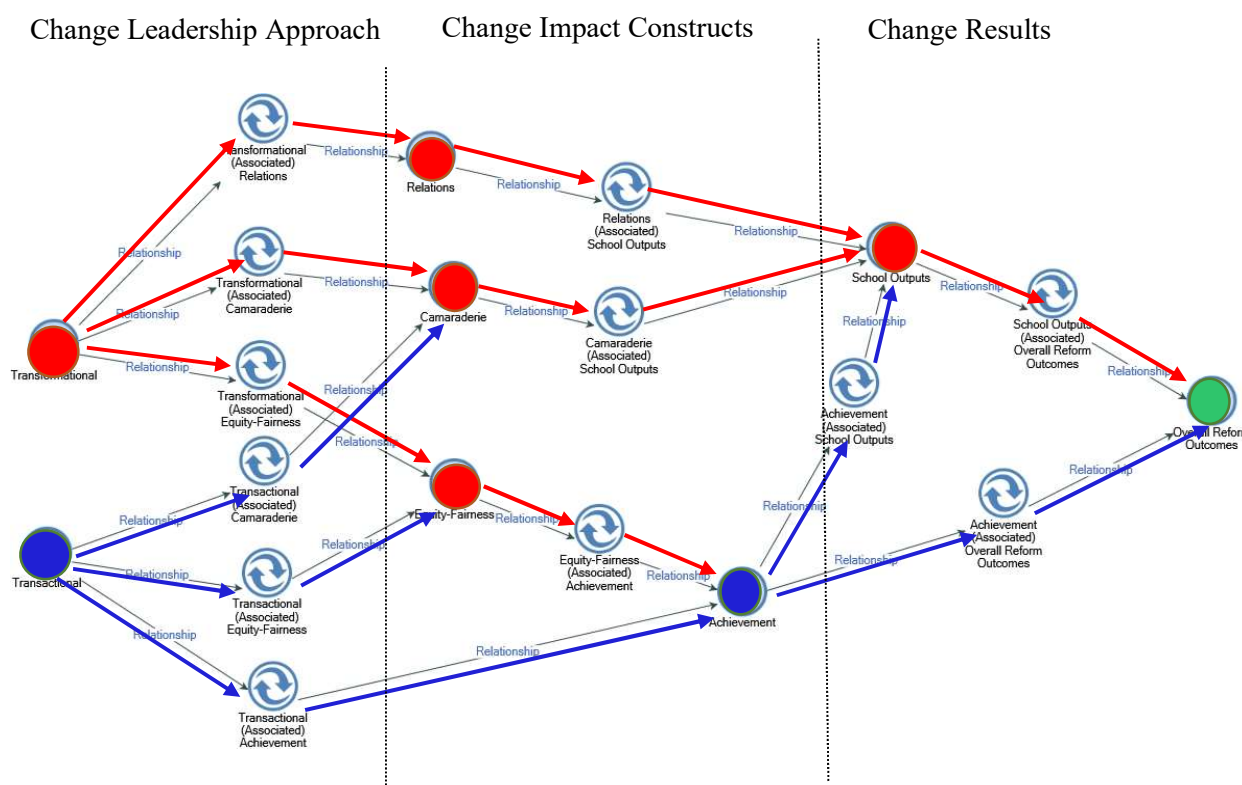 Change Leadership Approach
Change Impact Constructs
Change Results
Transformational
(Associated)
Relations
Relationship
Relations
Relationship
Relations
(Associated)
School Outputs
Relationship
Relationship
Transformational
(Associated)
Camaraderie
Relationship
Relationship
Camaraderie
Relationship
Camaraderie
(Associated)
School Outputs
Relationship
School Outputs
Relationship
School Outputs
(Associated)
Overall Reform
Outcomes
Relationship
Overall Reform
Outcomes
Transformational
Relationship
Transformational
(Associated)
Equity-Fairness
Relationship
Relationship
Transactional
(Associated)
Camaraderie
Relationship
Relationship
Achievement
(Associated)
School Outputs
Relationship
Equity-Fairness
Relationship
Equity-Fairness
(Associated)
Achievement
Relationship
Relationship
Achievement
Relationship
Achievement
(Associated)
Overall Reform
Outcomes
Relationship
Transactional
Relationship
Transactional
(Associated)
Equity-Fairness
Relationship
Relationship
Transactional
(Associated)
Achievement
Relationship